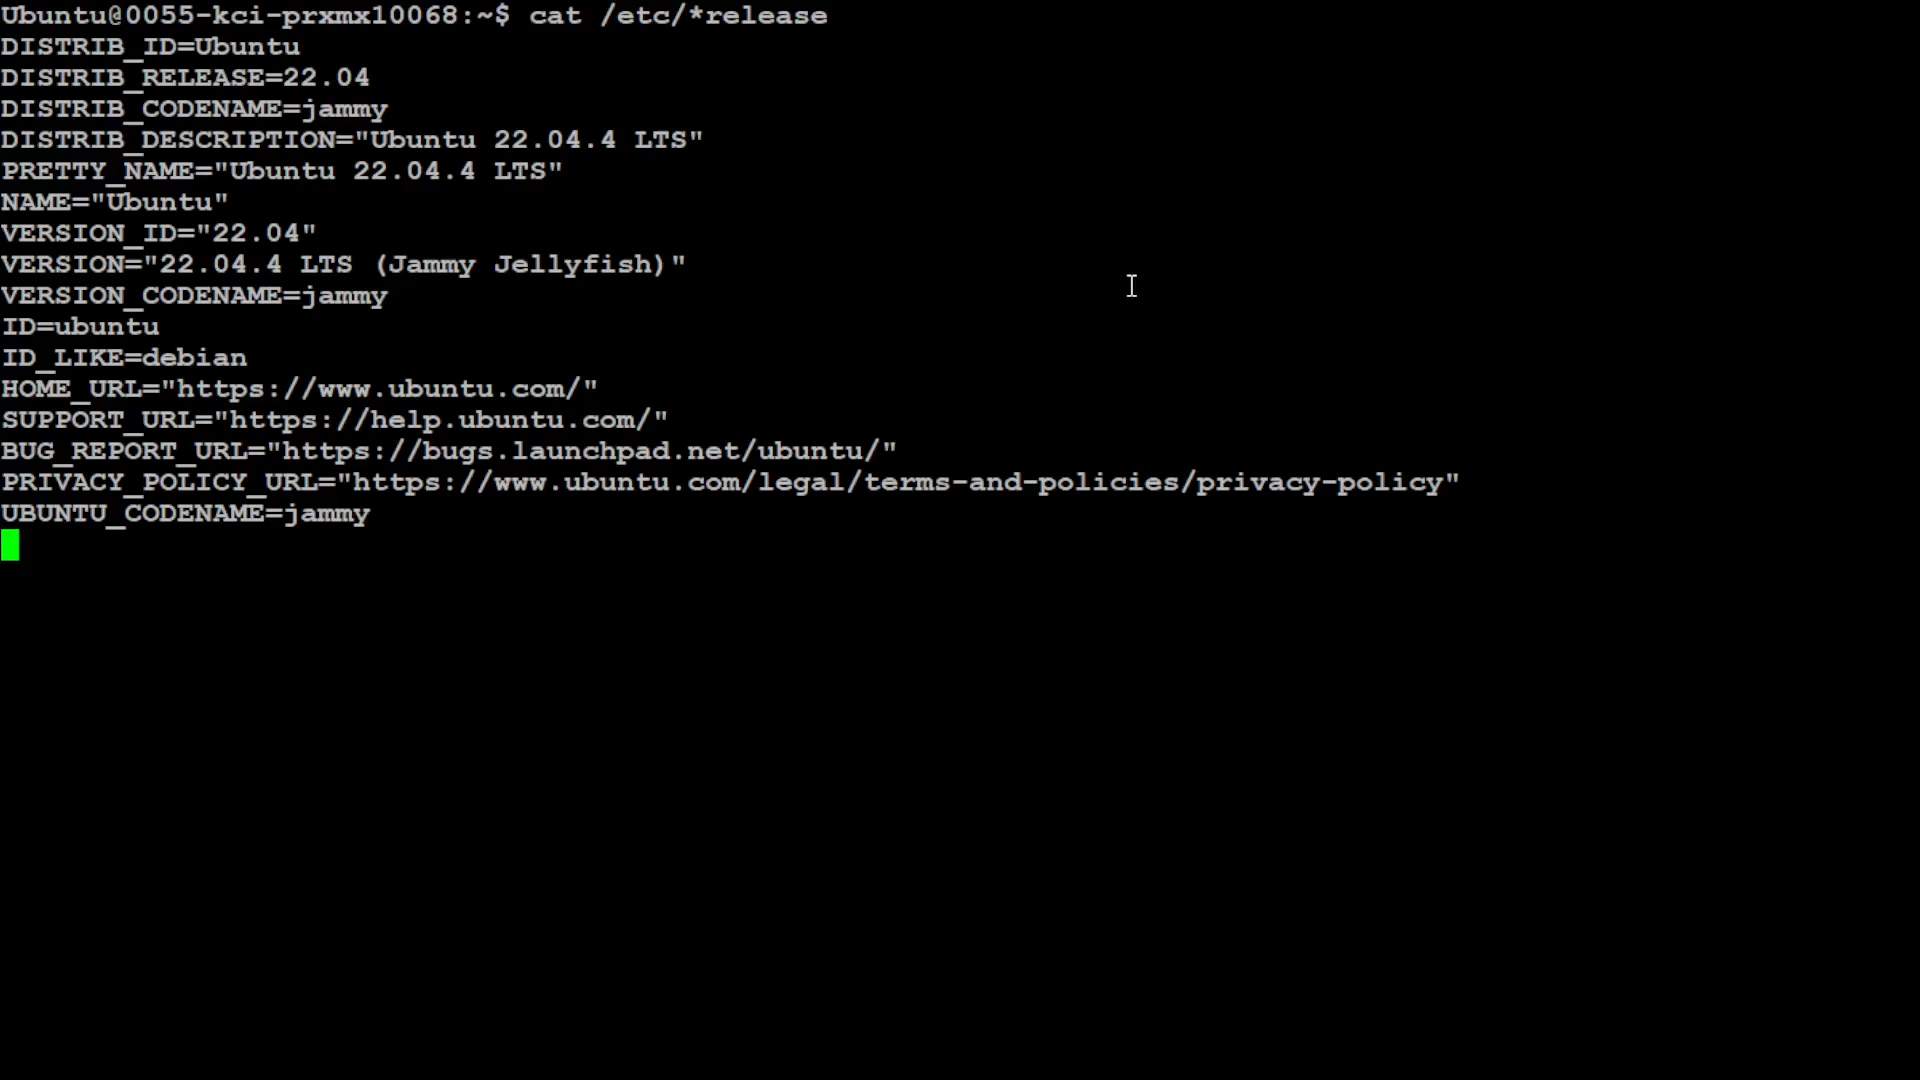 Ubuntu@0055-kci-prxmx10068:~$ cat /etc/*release
DISTRIB_ID=Ubuntu
DISTRIB_RELEASE=22.04
DISTRIB_CODENAME=jammy
DISTRIB_DESCRIPTION="Ubuntu 22.04.4 LTS"
PRETTY_NAME="Ubuntu 22.04.4 LTS"
NAME="Ubuntu"
VERSION_ID="22.04"
VERSION="22.04.4 LTS (Jammy Jellyfish)"
VERSION_CODENAME=jammy
ID=ubuntu
ID_LIKE=debian
HOME_URL="https://www.ubuntu.com/"
SUPPORT_URL="https://help.ubuntu.com/"
BUG_REPORT_URL="https://bugs.launchpad.net/ubuntu/"
PRIVACY_POLICY_URL="https://www.ubuntu.com/legal/terms-and-policies/privacy-policy"
UBUNTU_CODENAME=jammy